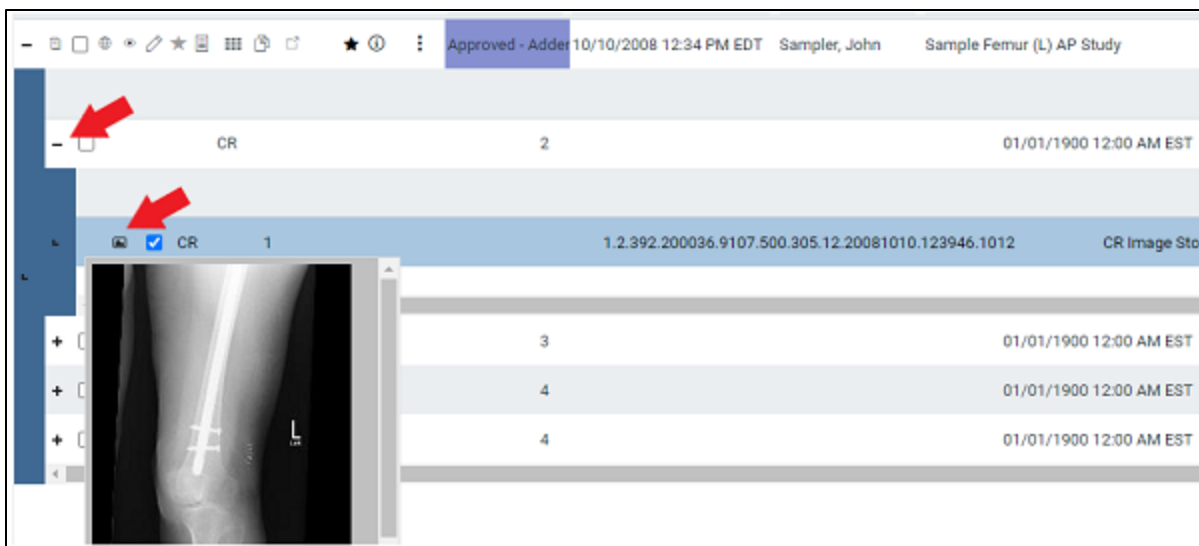 Approved - Adder 10/10/2008 12:34 PM EDT Sampler, John Sample Femur (L) AP Study
CR 2 01/01/1900 12:00 AM EST
CR 1 1.2.392.200036.9107.500.305.12.20081010.123946.1012 CR Image Sto
L
3 01/01/1900 12:00 AM EST
4 01/01/1900 12:00 AM EST
4 01/01/1900 12:00 AM EST